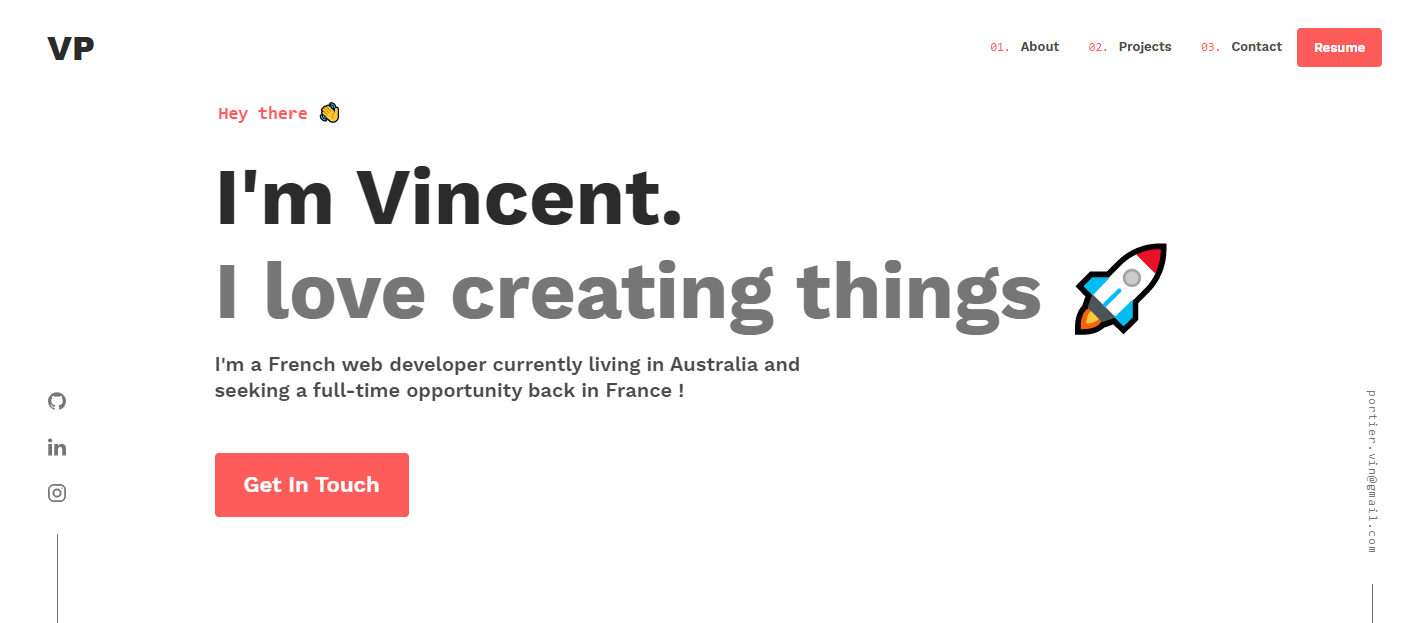 VP
01. About 02. Projects 03. Contact Resume
Hey there 👋
I'm Vincent.
I love creating things 🚀
I'm a French web developer currently living in Australia and
seeking a full-time opportunity back in France !
Get In Touch
portier.vin@gmail.com